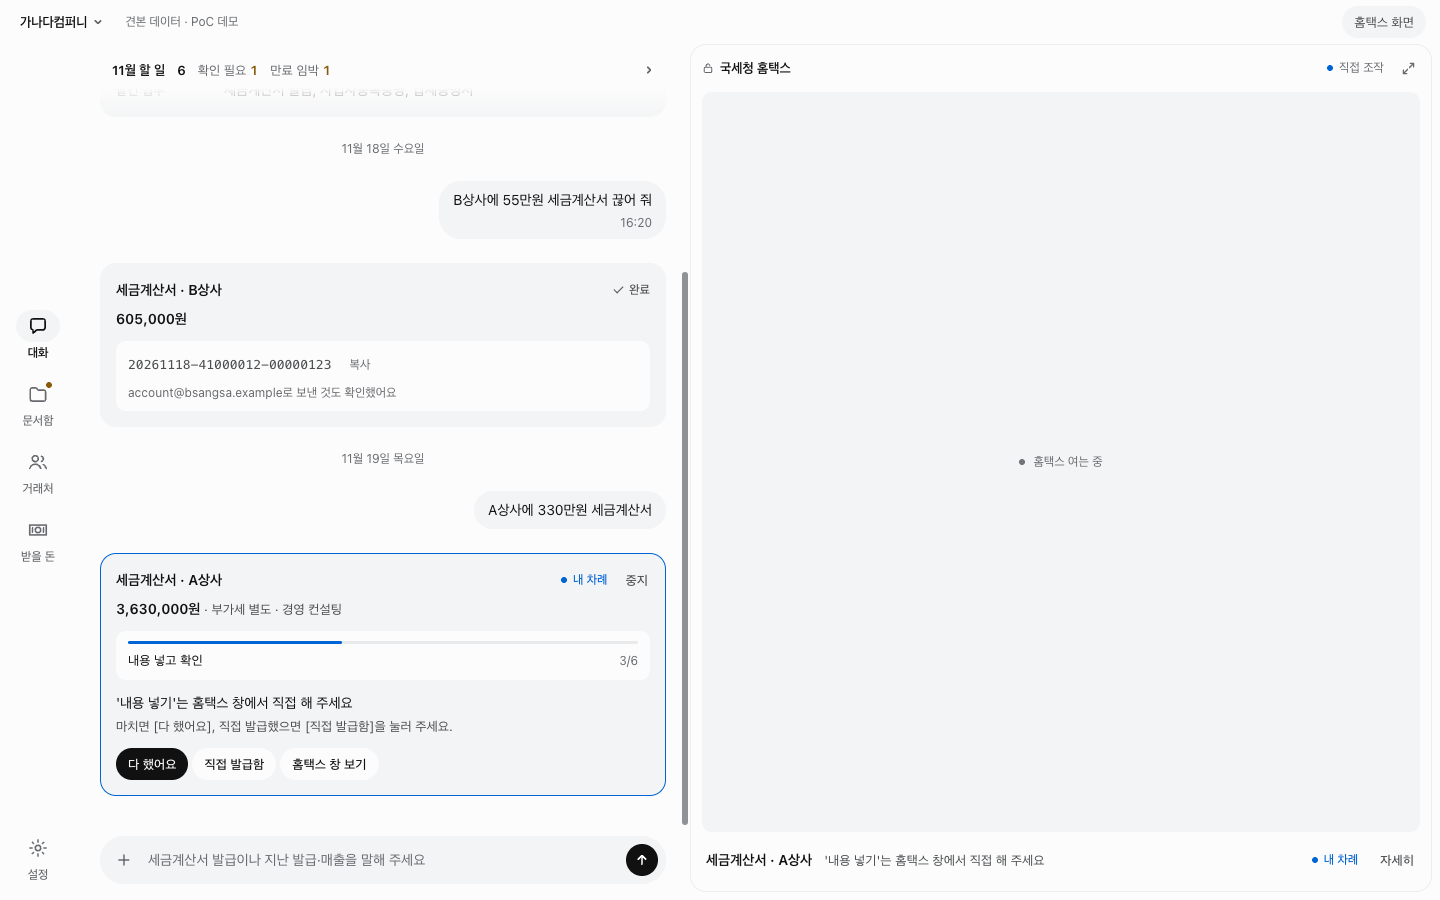 가나다컴퍼니
견본 데이터 · PoC 데모
홈택스 화면
11월 할 일 6 확인 필요 1 만료 임박 1
11월 18일 수요일
B상사에 55만원 세금계산서 끊어 줘
16:20
세금계산서 · B상사
완료
605,000원
20261118-41000012-00000123 복사
account@bsangsa.example로 보낸 것도 확인했어요
11월 19일 목요일
A상사에 330만원 세금계산서
세금계산서 · A상사
내 차례
중지
3,630,000원 · 부가세 별도 · 경영 컨설팅
내용 넣고 확인
3/6
'내용 넣기'는 홈택스 창에서 직접 해 주세요
마치면 [다 했어요], 직접 발급했으면 [직접 발급함]을 눌러 주세요.
다 했어요
직접 발급함
홈택스 창 보기
세금계산서 발급이나 지난 발급·매출을 말해 주세요
대화
문서함
거래처
받을 돈
설정
국세청 홈택스
직접 조작
홈택스 여는 중
세금계산서 · A상사 '내용 넣기'는 홈택스 창에서 직접 해 주세요
내 차례
자세히